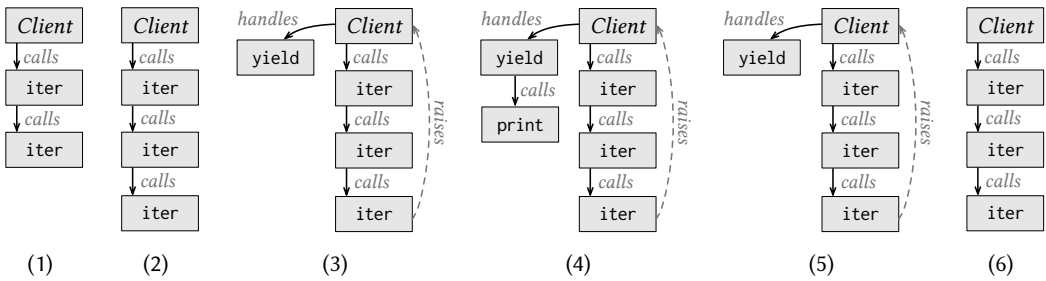 Client
calls
iter
calls
iter
(1)
Client
calls
iter
calls
iter
calls
iter
(2)
handles
Client
yield
calls
iter
calls
iter
calls
iter
raises
(3)
handles
Client
yield
calls
calls
iter
print
calls
iter
calls
iter
raises
(4)
handles
Client
yield
calls
iter
calls
iter
calls
iter
raises
(5)
Client
calls
iter
calls
iter
calls
iter
(6)